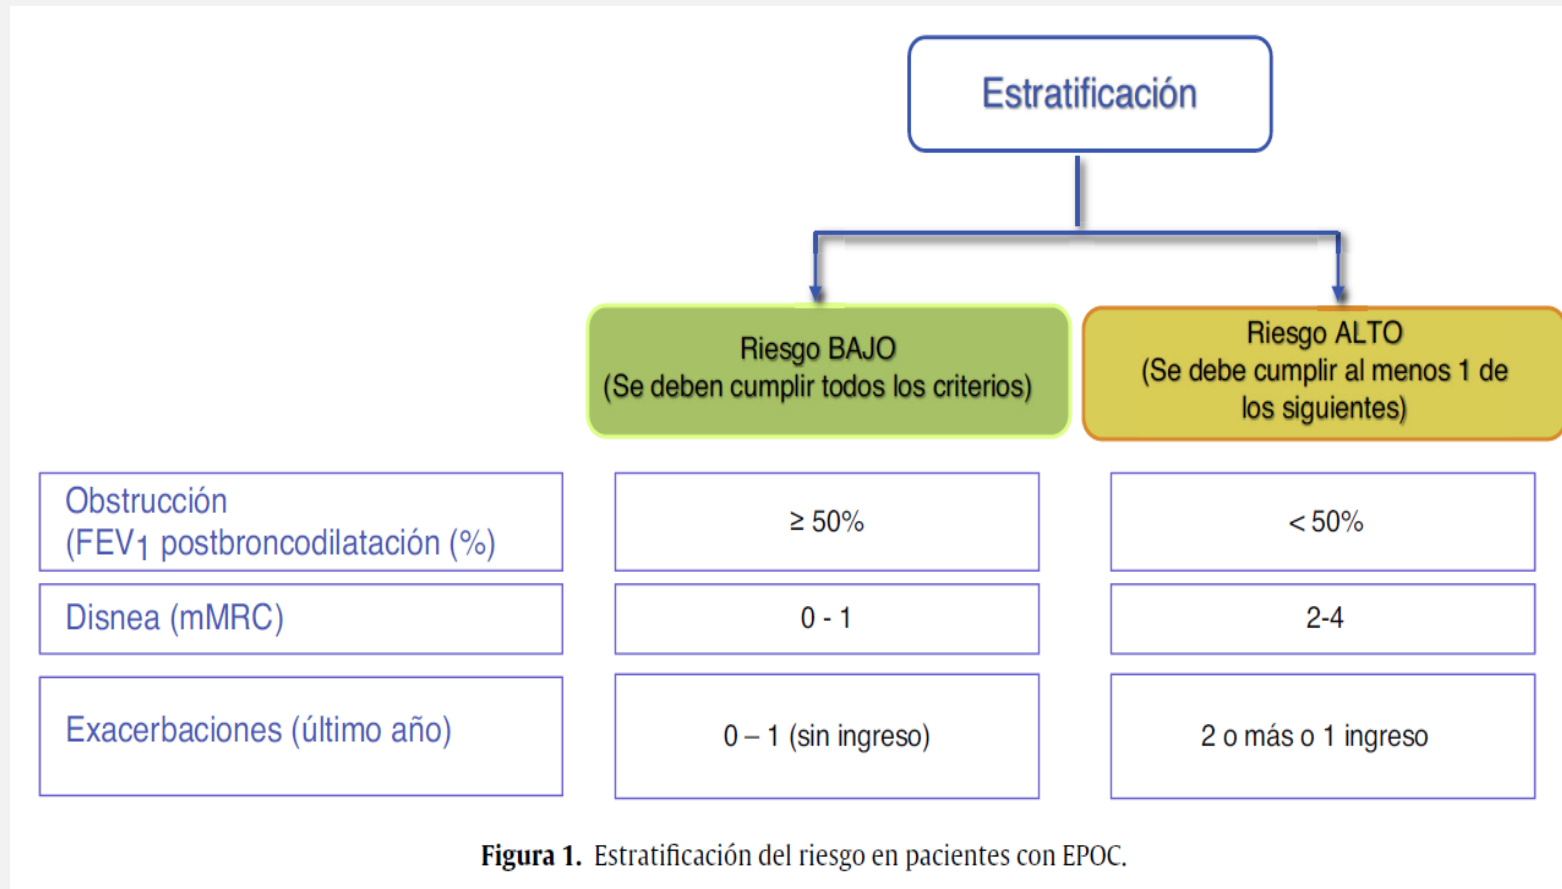 Estratificación
Riesgo BAJO
(Se deben cumplir todos los criterios)
Riesgo ALTO
(Se debe cumplir al menos 1 de
los siguientes)
Obstrucción
(FEV1 postbroncodilatación (%)
≥ 50%
< 50%
Disnea (mMRC)
0 - 1
2-4
Exacerbaciones (último año)
0 – 1 (sin ingreso)
2 o más o 1 ingreso
Figura 1. Estratificación del riesgo en pacientes con EPOC.